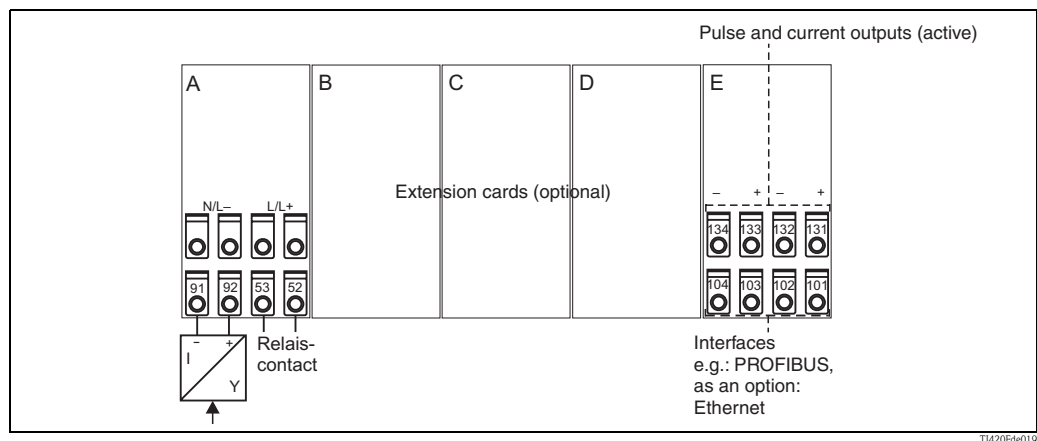 Pulse and current outputs (active)
A B C D E
Extension cards (optional)
– + – +
N/L– L/L+
134 133 132 131
91 92 53 52
104 103 102 101
– +
I
Y
Relais-
contact
Interfaces
e.g.: PROFIBUS,
as an option:
Ethernet
TI420Fde019